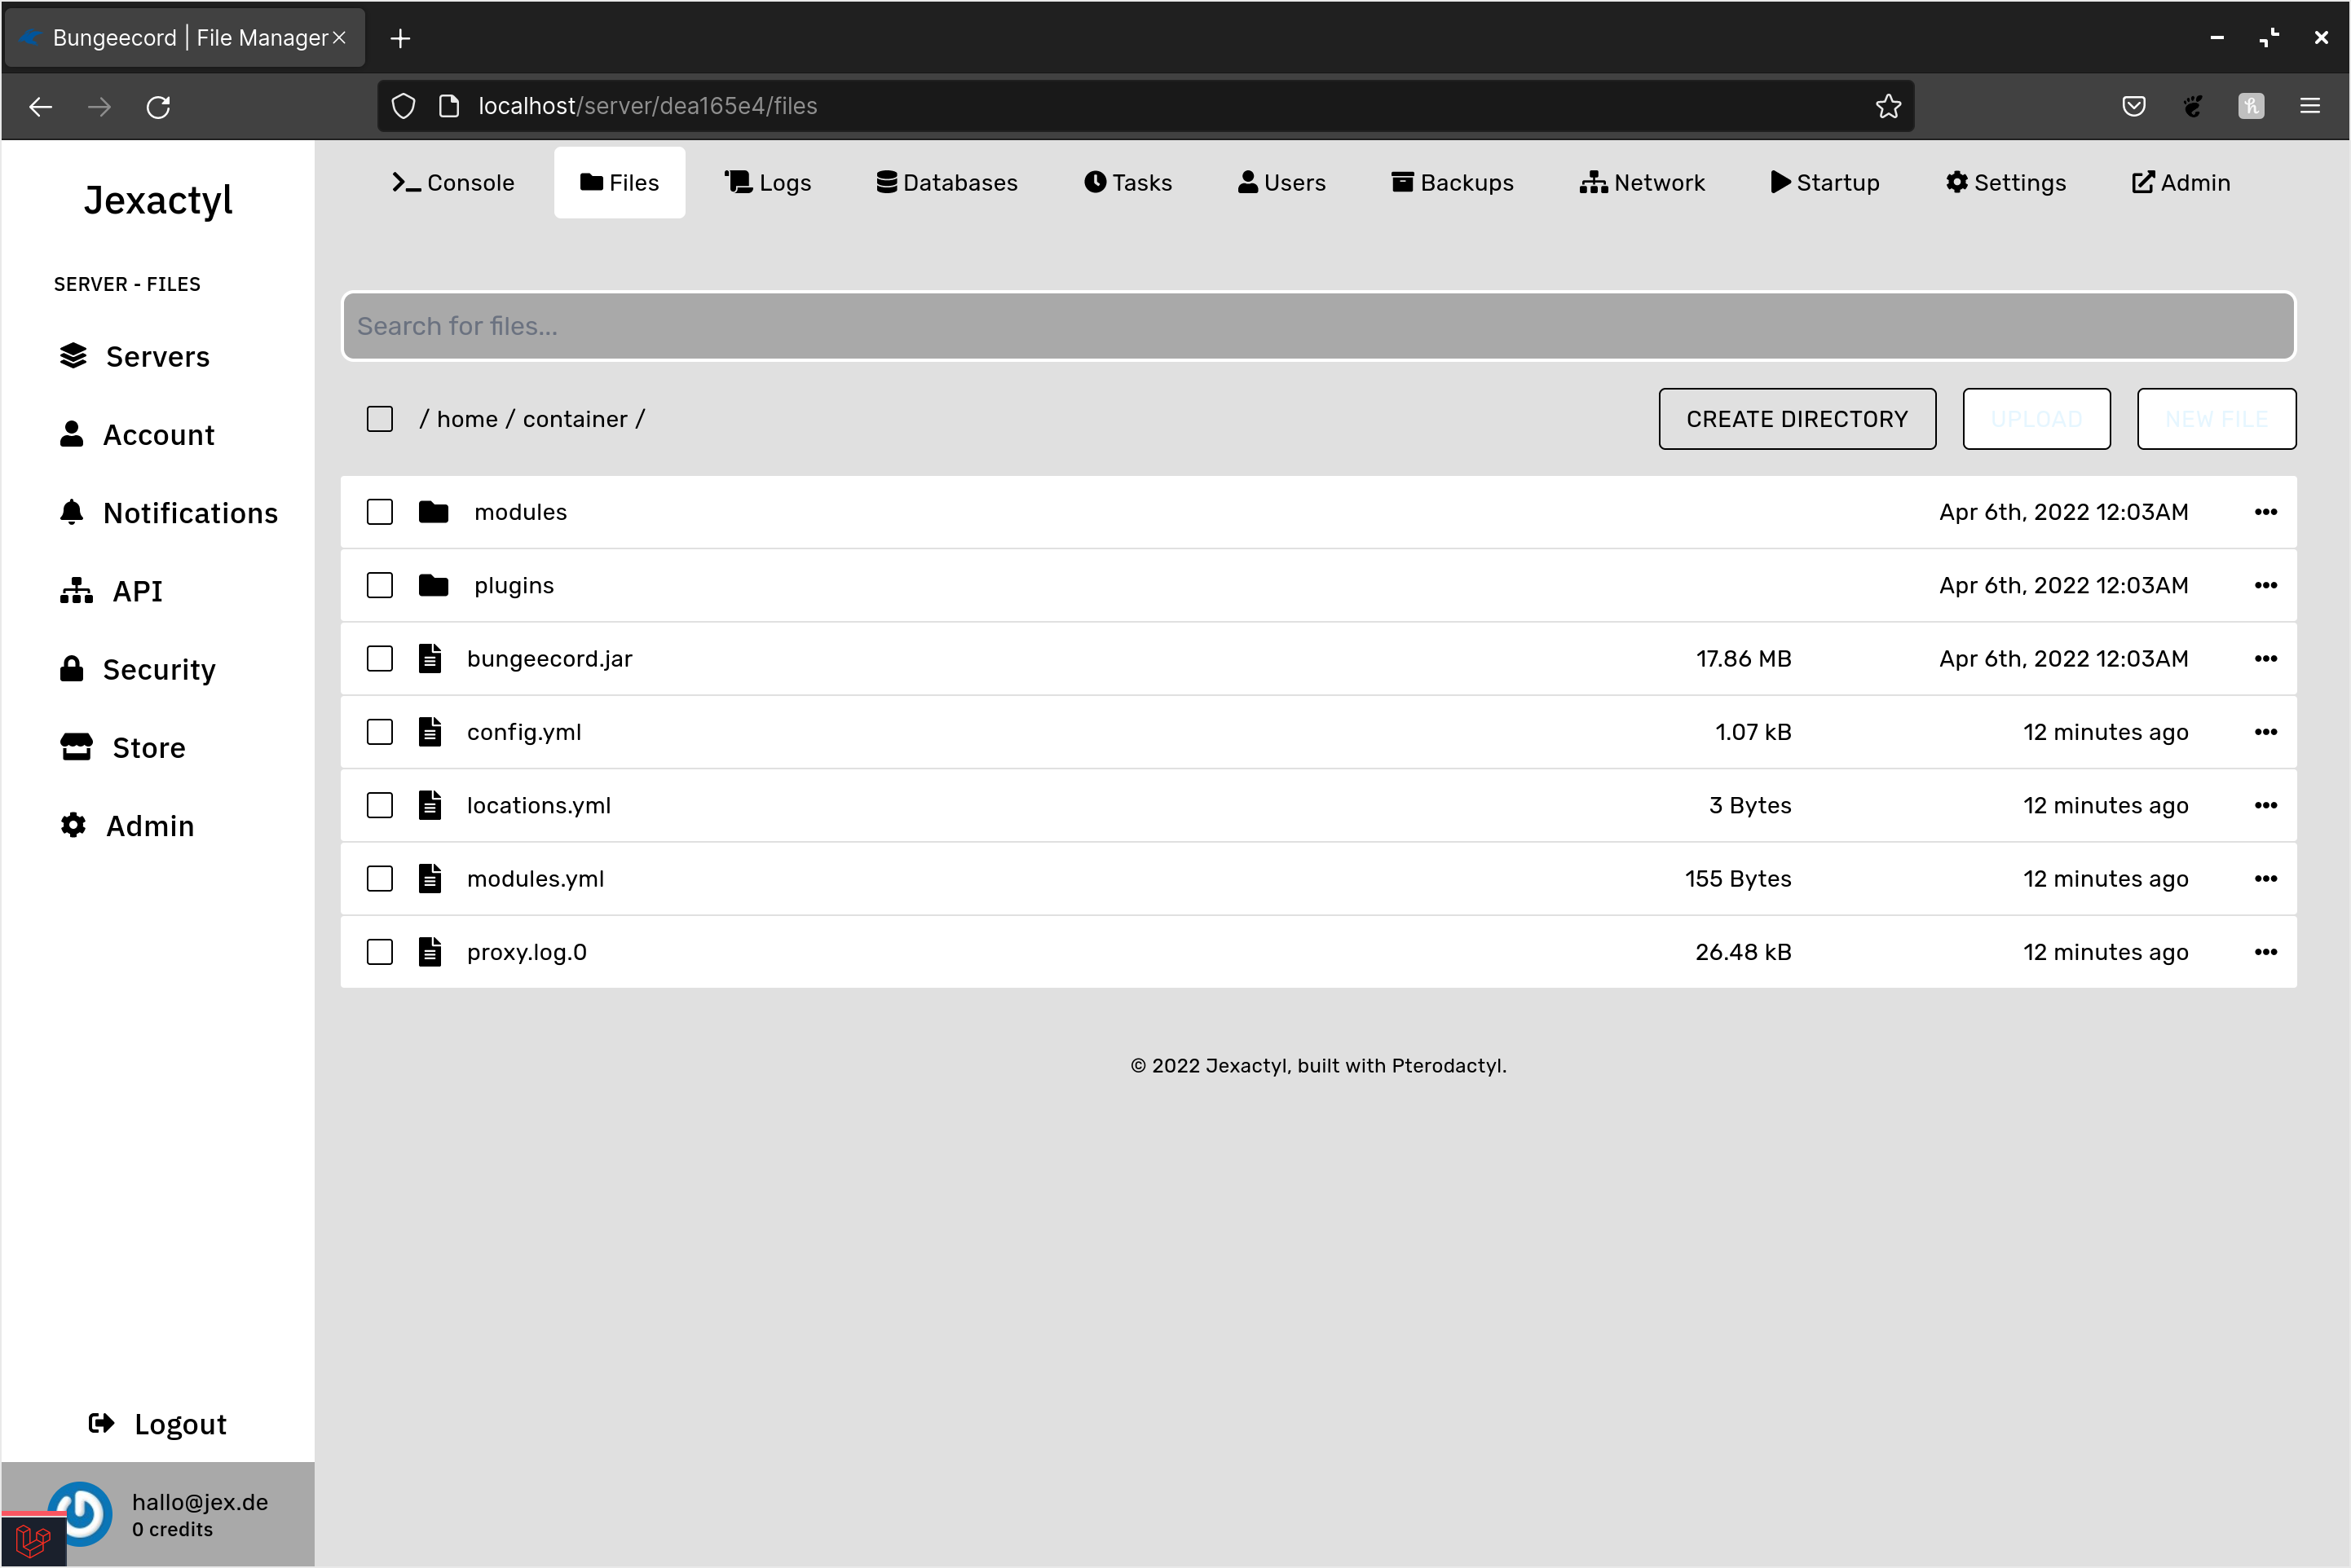 Bungeecord | File Manager
localhost/server/dea165e4/files
Jexactyl
Console Files Logs Databases Tasks Users Backups Network Startup Settings Admin
SERVER - FILES
Servers
Account
Notifications
API
Security
Store
Admin
Search for files...
/ home / container /
CREATE DIRECTORY UPLOAD NEW FILE
modules Apr 6th, 2022 12:03AM
plugins Apr 6th, 2022 12:03AM
bungeecord.jar 17.86 MB Apr 6th, 2022 12:03AM
config.yml 1.07 kB 12 minutes ago
locations.yml 3 Bytes 12 minutes ago
modules.yml 155 Bytes 12 minutes ago
proxy.log.0 26.48 kB 12 minutes ago
© 2022 Jexactyl, built with Pterodactyl.
Logout
hallo@jex.de
0 credits